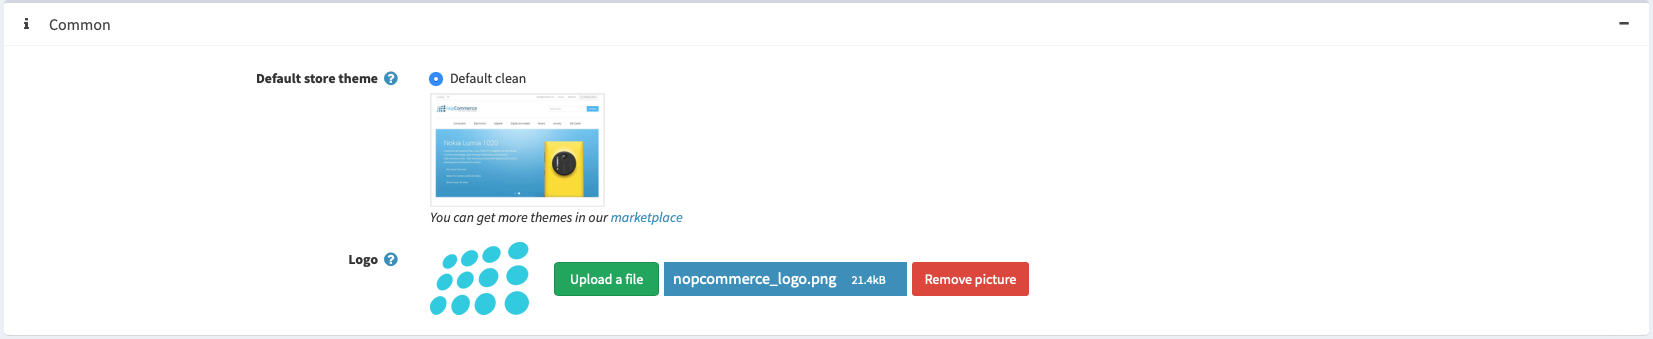 Common
Default store theme
Default clean
nopCommerce
Nokia Lumia 1020
You can get more themes in our marketplace
Logo
Upload a file
nopcommerce_logo.png 21.4kB
Remove picture